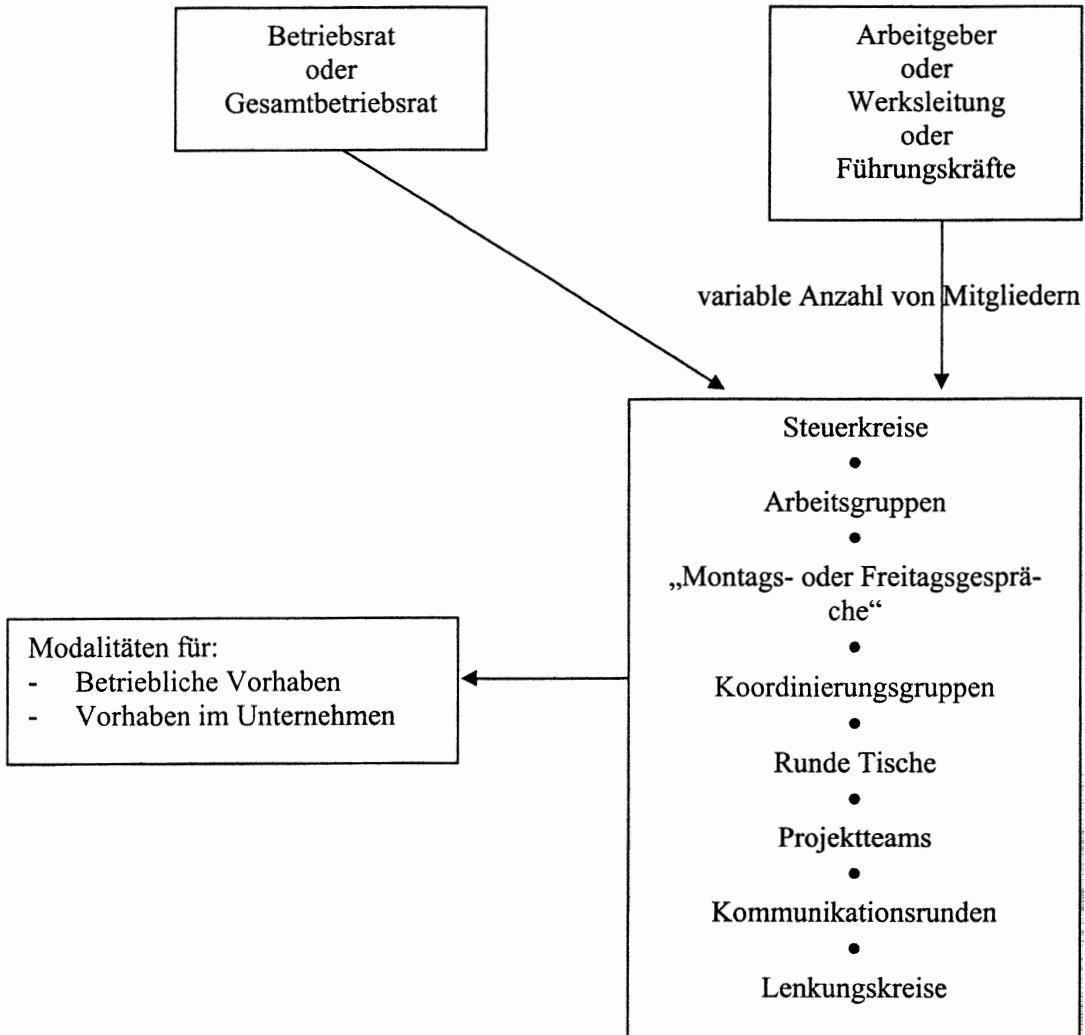 Betriebsrat
oder
Gesamtbetriebsrat
Arbeitgeber
oder
Werksleitung
oder
Führungskräfte
variable Anzahl von Mitgliedern
Steuerkreise
•
Arbeitsgruppen
•
„Montags- oder Freitagsgesprä-
che“
•
Koordinierungsgruppen
•
Runde Tische
•
Projektteams
•
Kommunikationsrunden
•
Lenkungskreise
Modalitäten für:
- Betriebliche Vorhaben
- Vorhaben im Unternehmen